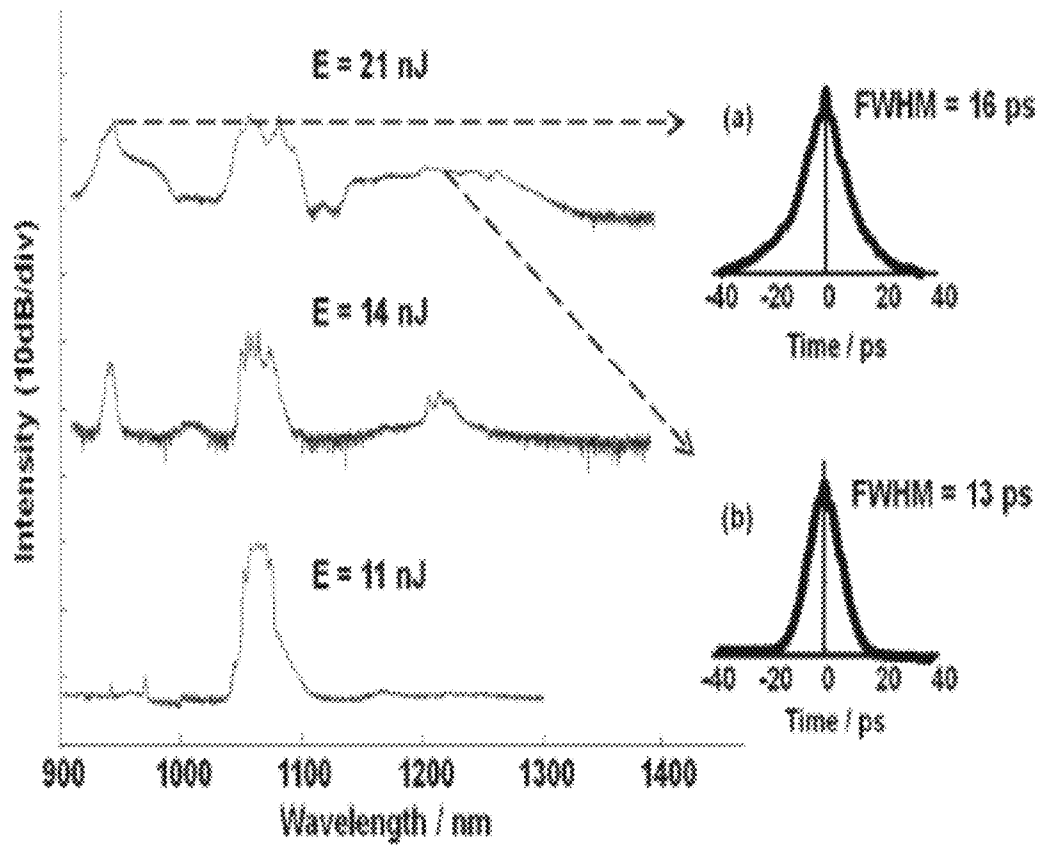 E = 21 nJ
(a)
FWHM = 16 ps
-40 -20 0 20 40
Time / ps
E = 14 nJ
(b)
FWHM = 13 ps
-40 -20 0 20 40
Time / ps
E = 11 nJ
Intensity (10dB/div)
900 1000 1100 1200 1300 1400
Wavelength / nm